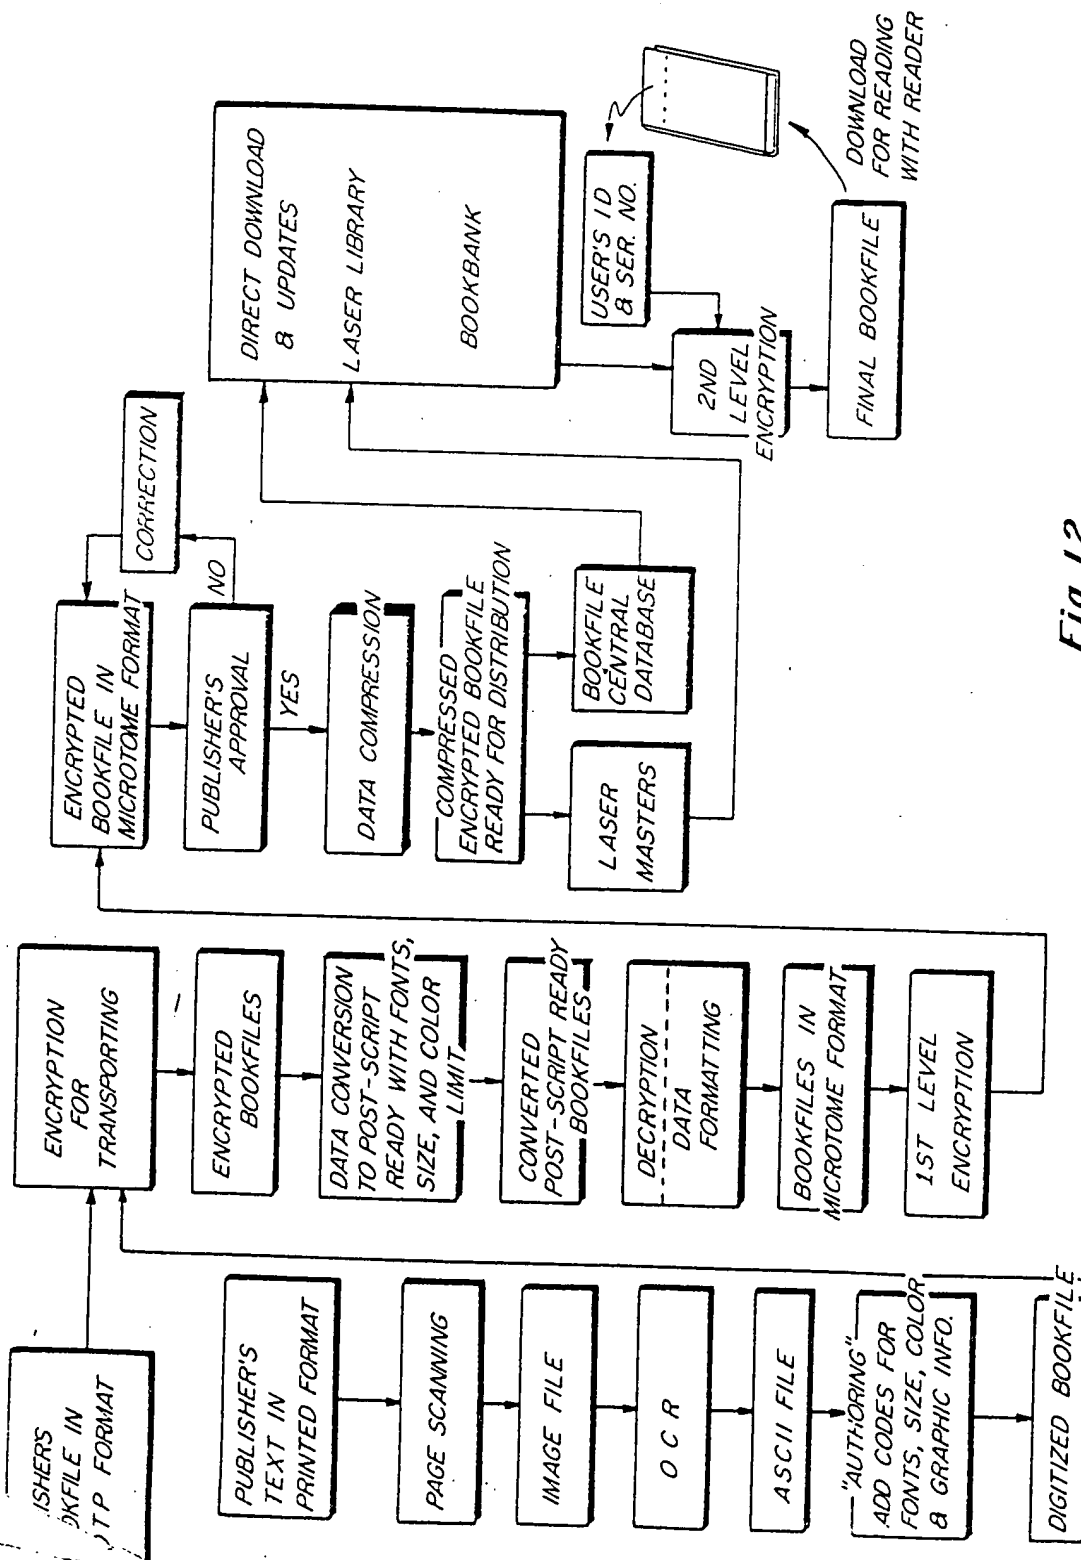 .ISHER'S
OKFILE IN
TP FORMAT
PUBLISHER'S
TEXT IN
PRINTED FORMAT
PAGE SCANNING
IMAGE FILE
O C R
ASCII FILE
"AUTHORING"
ADD CODES FOR
FONTS, SIZE, COLOR
& GRAPHIC INFO.
DIGITIZED BOOKFILE
ENCRYPTION
FOR
TRANSPORTING
ENCRYPTED
BOOKFILES
DATA CONVERSION
TO POST-SCRIPT
READY WITH FONTS,
SIZE, AND COLOR
LIMIT
CONVERTED
POST-SCRIPT READY
BOOKFILES
DECRYPTION
DATA
FORMATTING
BOOKFILES IN
MICROTOME FORMAT
1ST LEVEL
ENCRYPTION
ENCRYPTED
BOOKFILE IN
MICROTOME FORMAT
CORRECTION
NO
PUBLISHER'S
APPROVAL
YES
DATA COMPRESSION
COMPRESSED
ENCRYPTED BOOKFILE
READY FOR DISTRIBUTION
LASER
MASTERS
BOOKFILE
CENTRAL
DATABASE
DIRECT DOWNLOAD
& UPDATES
LASER LIBRARY
BOOKBANK
USER'S ID
& SER. NO.
2ND
LEVEL
ENCRYPTION
FINAL BOOKFILE
DOWNLOAD
FOR READING
WITH READER
Fig. 12